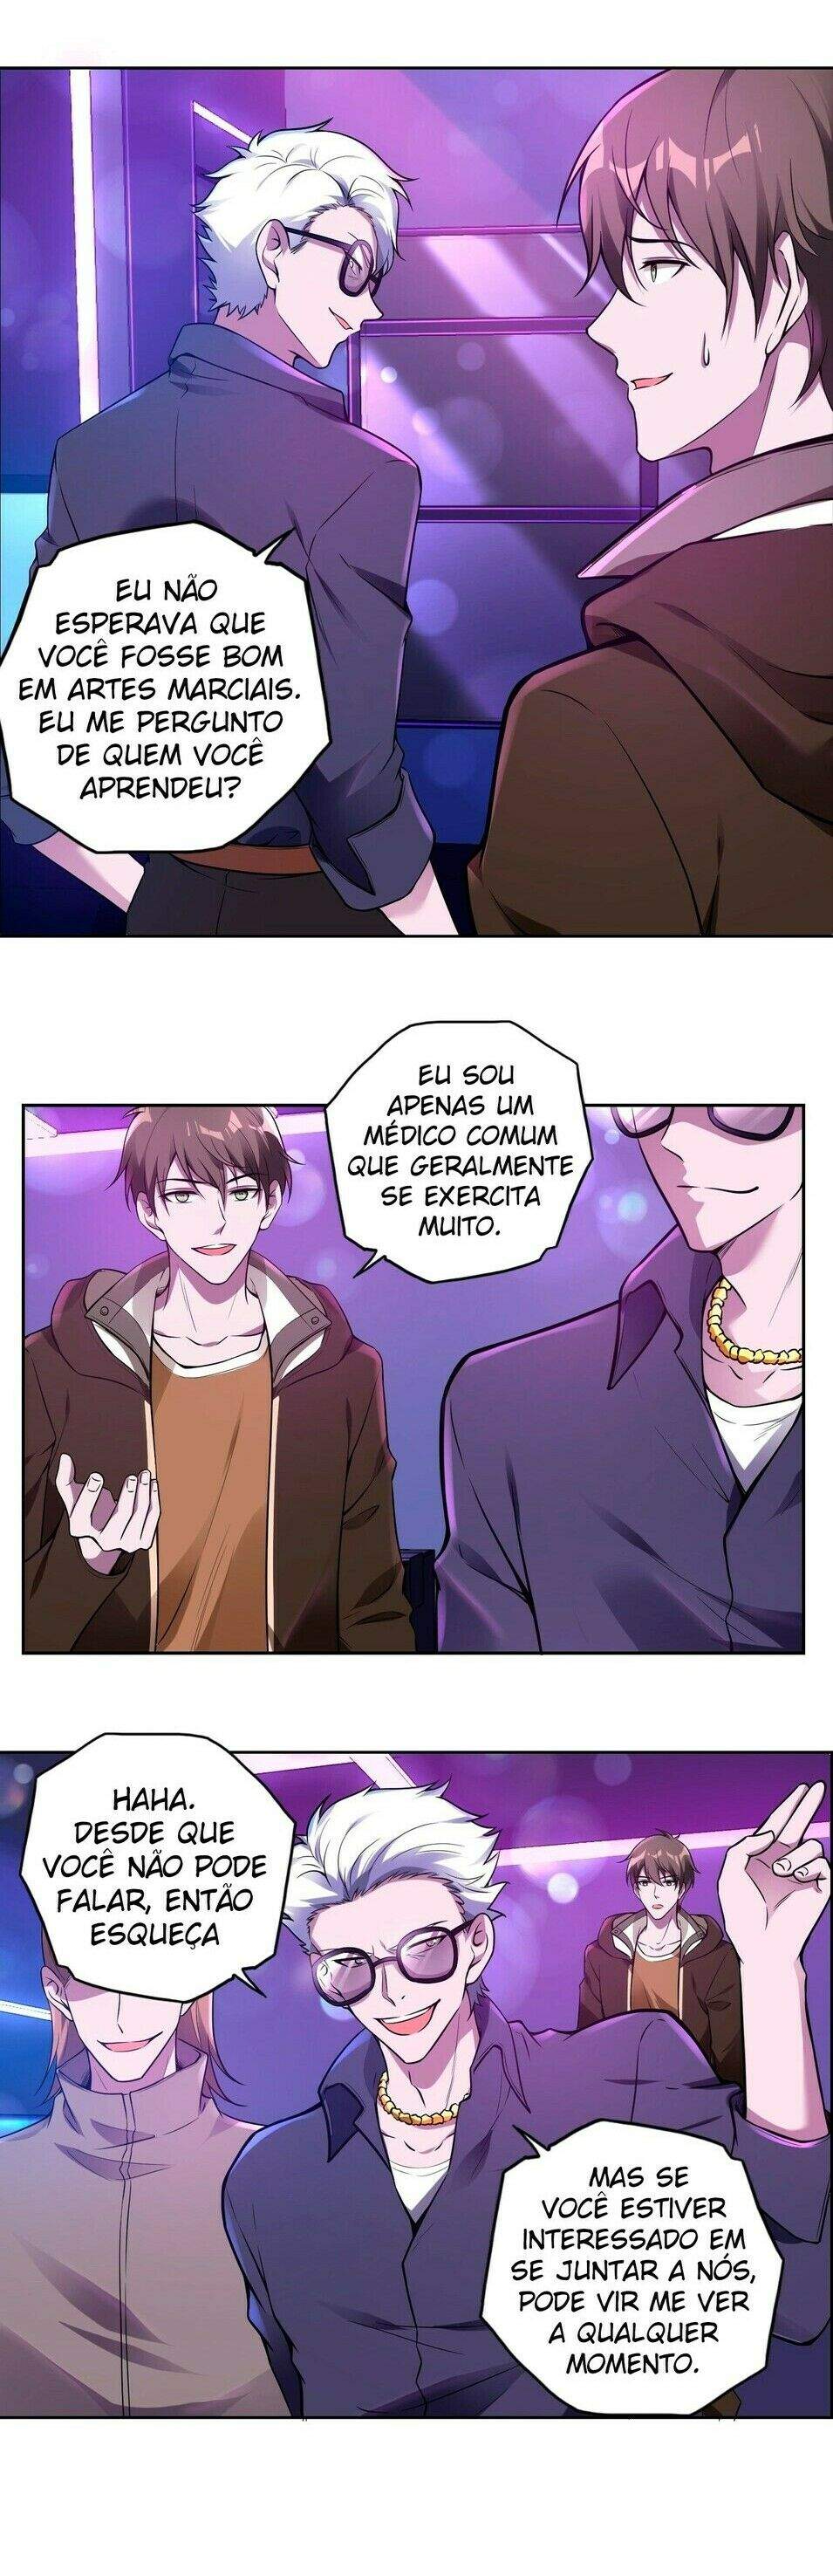 EU NÃO
ESPERAVA QUE
VOCÊ FOSSE BOM
EM ARTES MARCIAIS.
EU ME PERGUNTO
DE QUEM VOCÊ
APRENDEU?
EU SOU
APENAS UM
MÉDICO COMUM
QUE GERALMENTE
SE EXERCITA
MUITO.
HAHA.
DESDE QUE
VOCÊ NÃO PODE
FALAR, ENTÃO
ESQUEÇA
MAS SE
VOCÊ ESTIVER
INTERESSADO EM
SE JUNTAR A NÓS,
PODE VIR ME VER
A QUALQUER
MOMENTO.